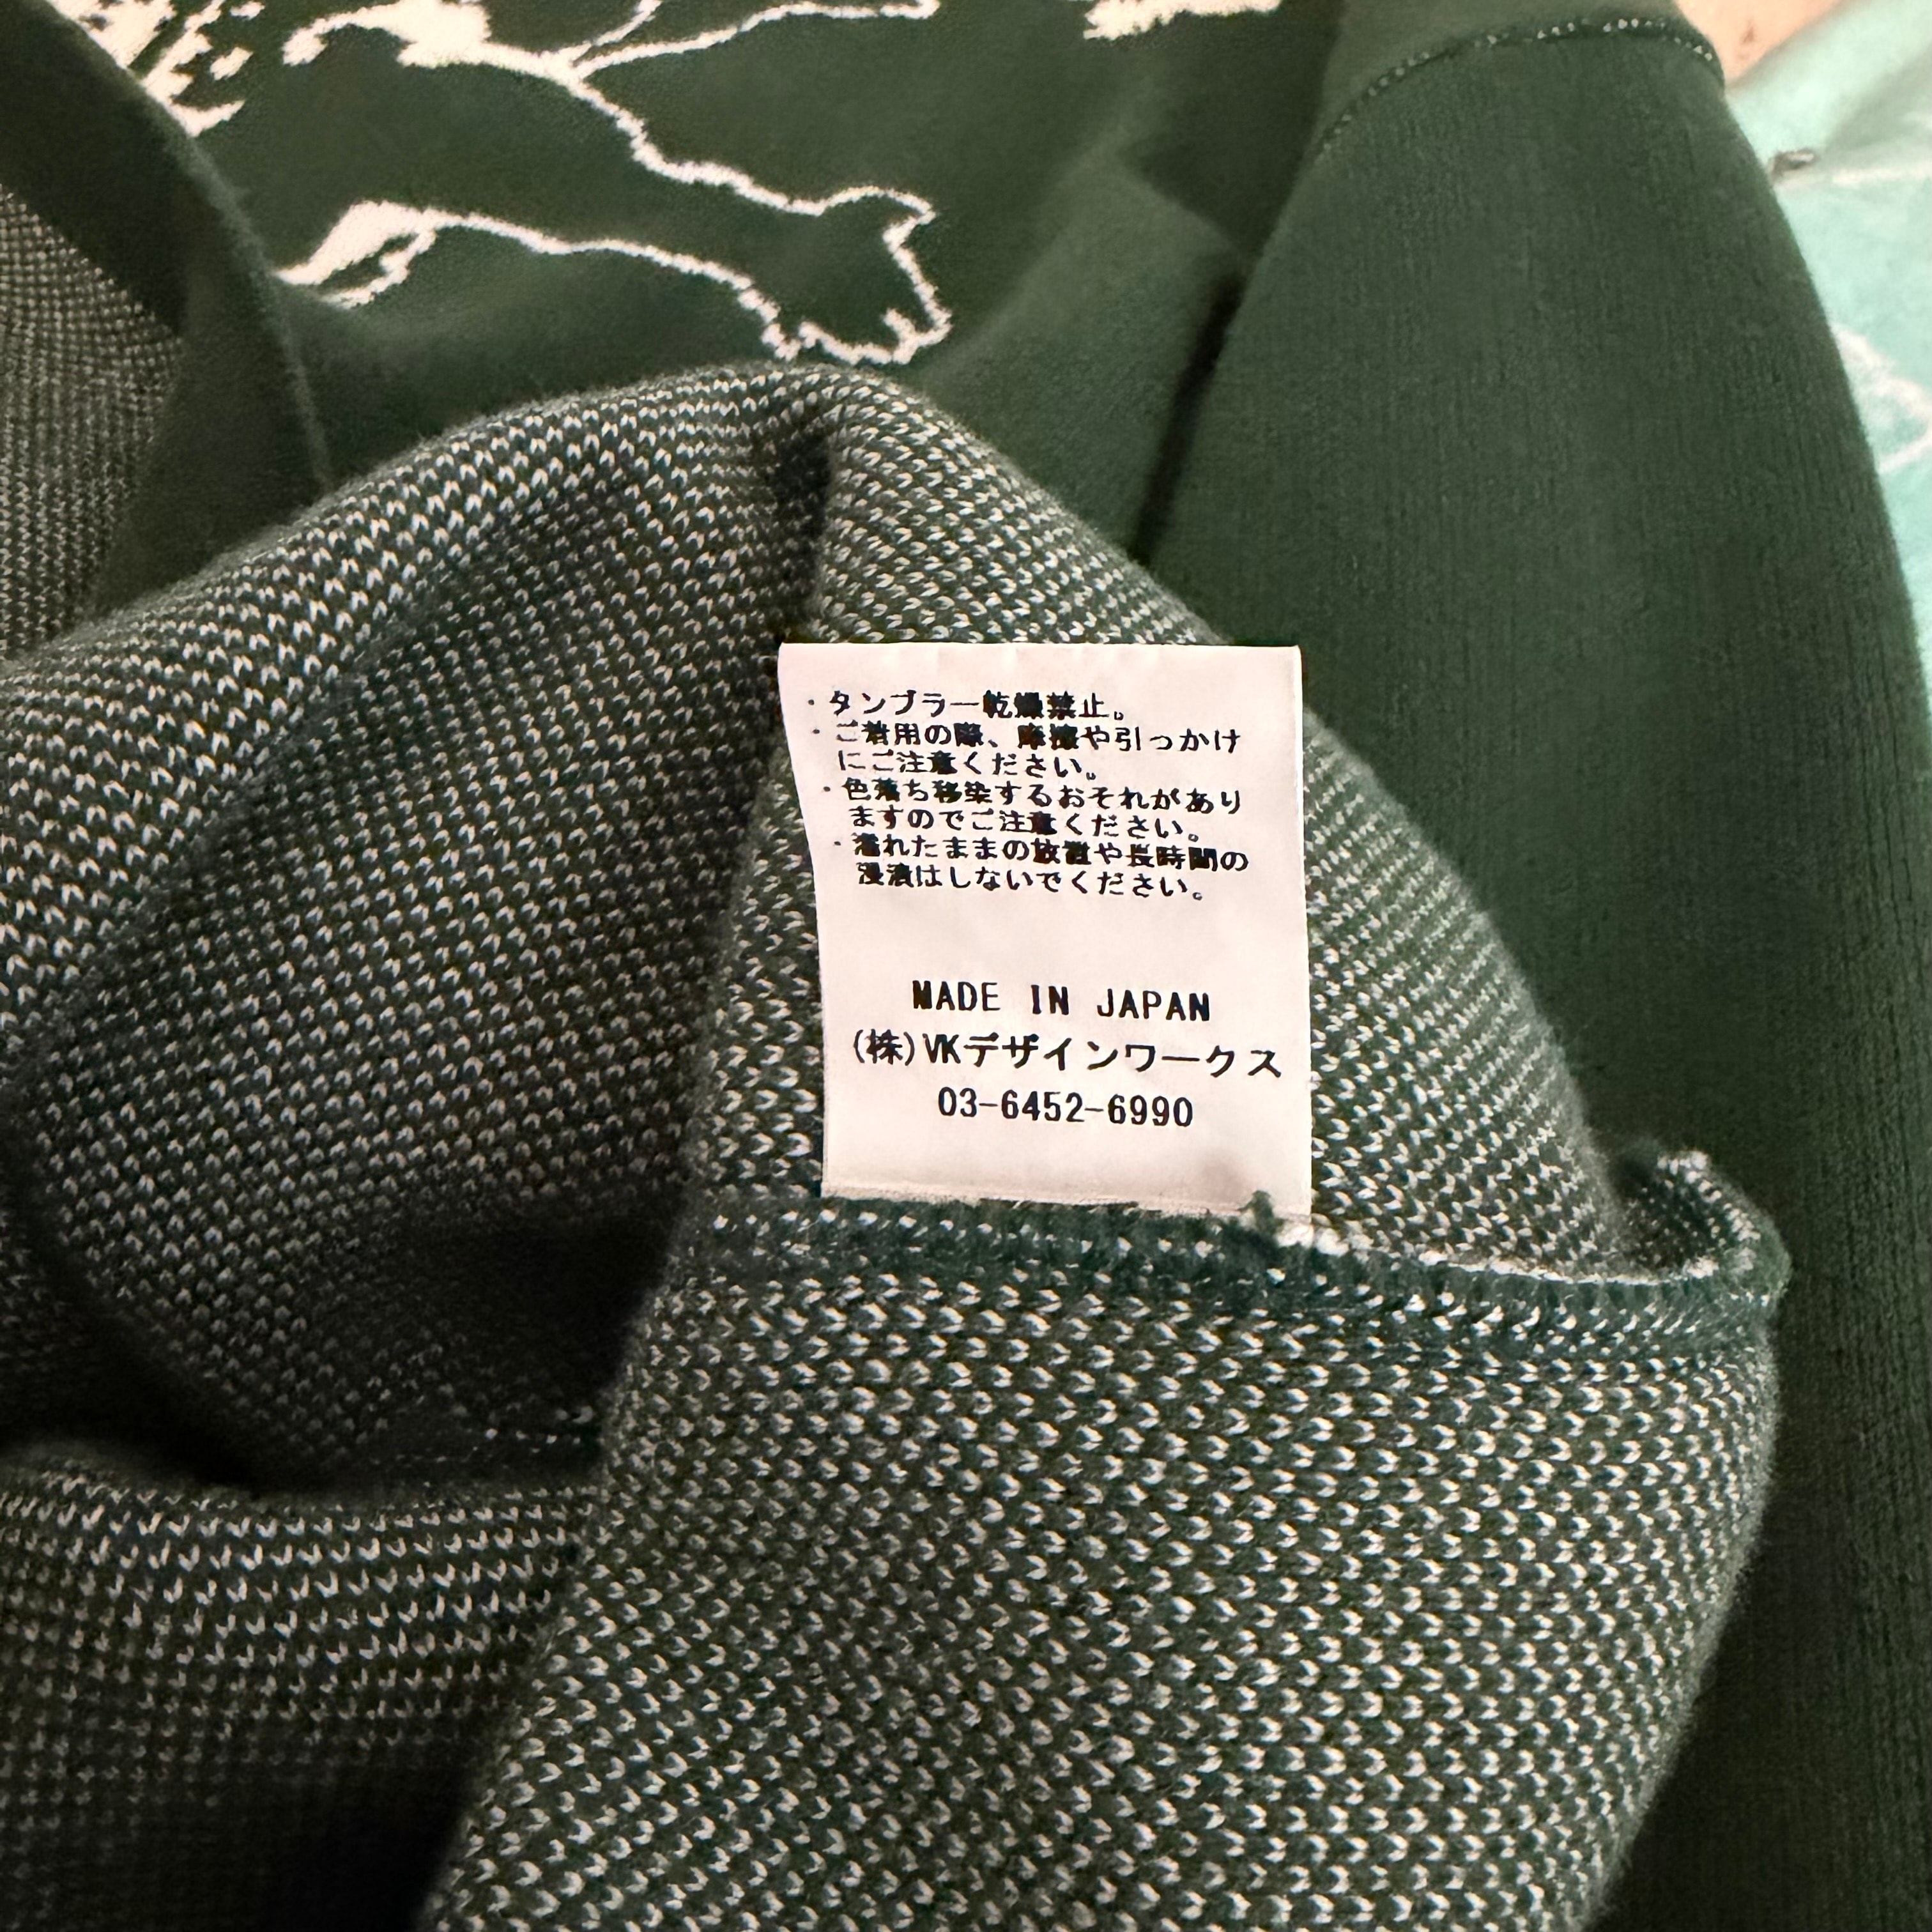 ・タンブラー乾燥禁止。
・ご着用の際、摩擦や引っかけ
にご注意ください。
・色落ち移染するおそれがあり
ますのでご注意ください。
・濡れたままの放置や長時間の
浸漬はしないでください。
MADE IN JAPAN
(株)VKデザインワークス
03-6452-6990